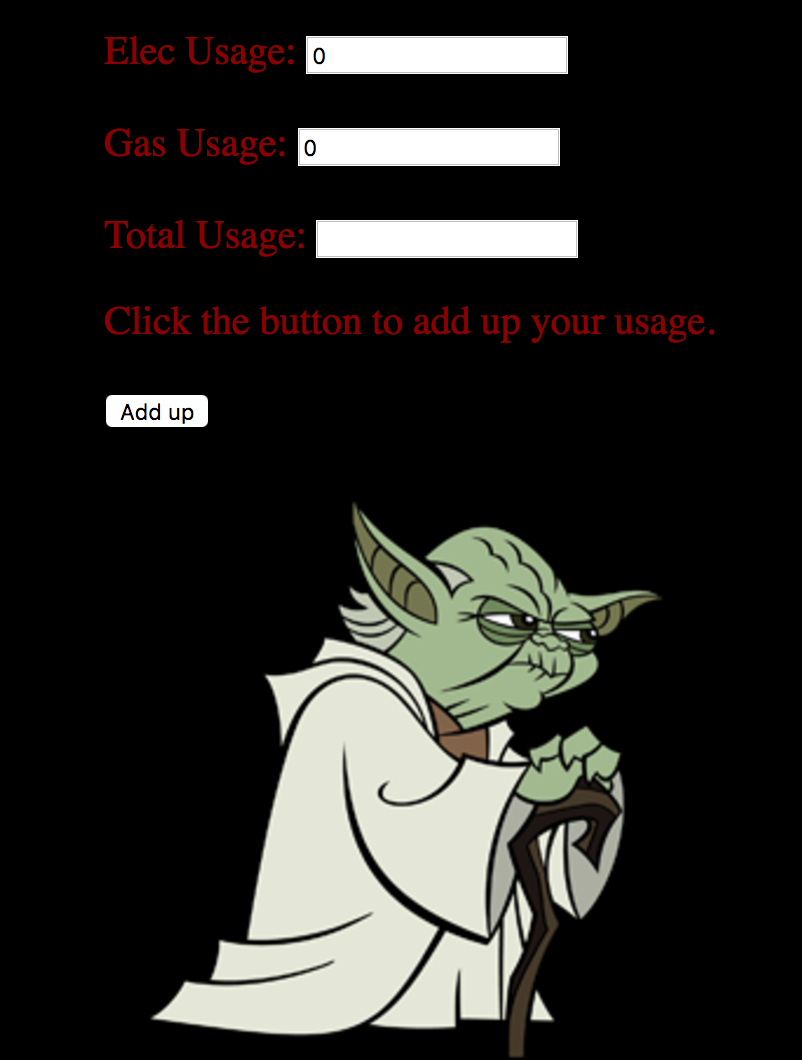 Elec Usage: 0
Gas Usage: 0
Total Usage:
Click the button to add up your usage.
Add up